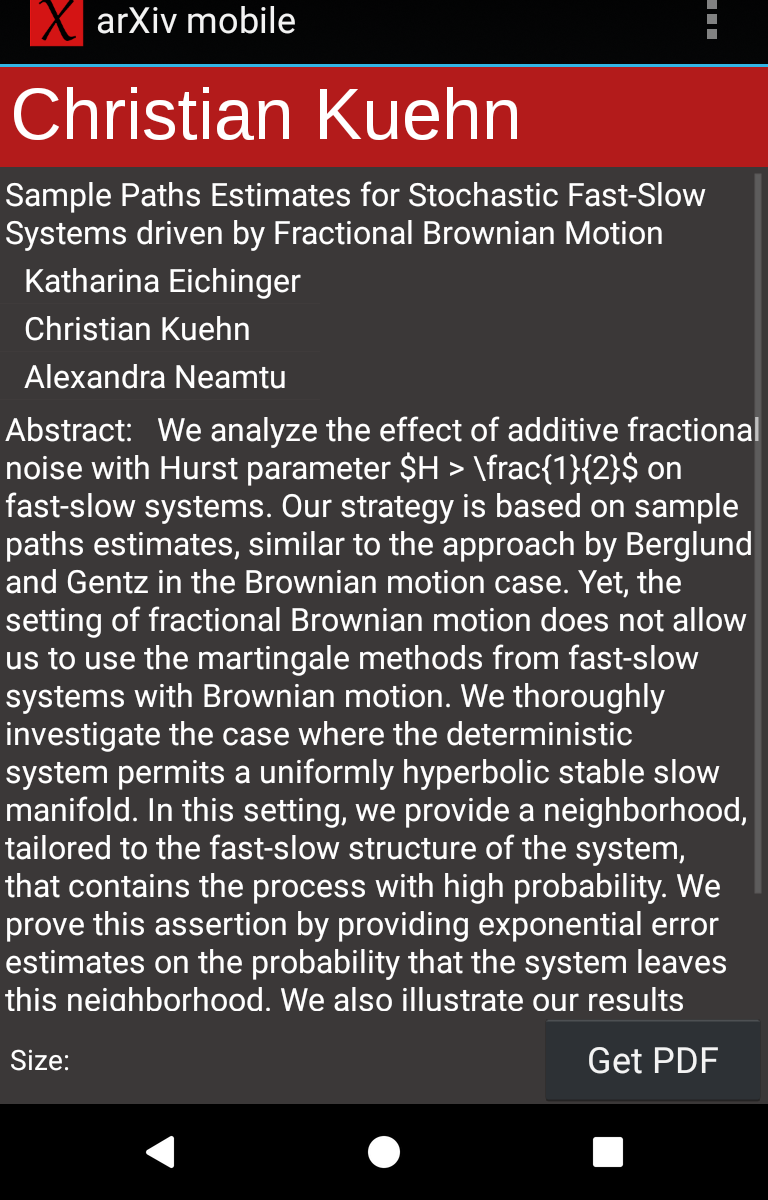 arXiv mobile
Christian Kuehn
Sample Paths Estimates for Stochastic Fast-Slow
Systems driven by Fractional Brownian Motion
Katharina Eichinger
Christian Kuehn
Alexandra Neamtu
Abstract:   We analyze the effect of additive fractional
noise with Hurst parameter $H > \frac{1}{2}$ on
fast-slow systems. Our strategy is based on sample
paths estimates, similar to the approach by Berglund
and Gentz in the Brownian motion case. Yet, the
setting of fractional Brownian motion does not allow
us to use the martingale methods from fast-slow
systems with Brownian motion. We thoroughly
investigate the case where the deterministic
system permits a uniformly hyperbolic stable slow
manifold. In this setting, we provide a neighborhood,
tailored to the fast-slow structure of the system,
that contains the process with high probability. We
prove this assertion by providing exponential error
estimates on the probability that the system leaves
this neighborhood. We also illustrate our results
Size:
Get PDF